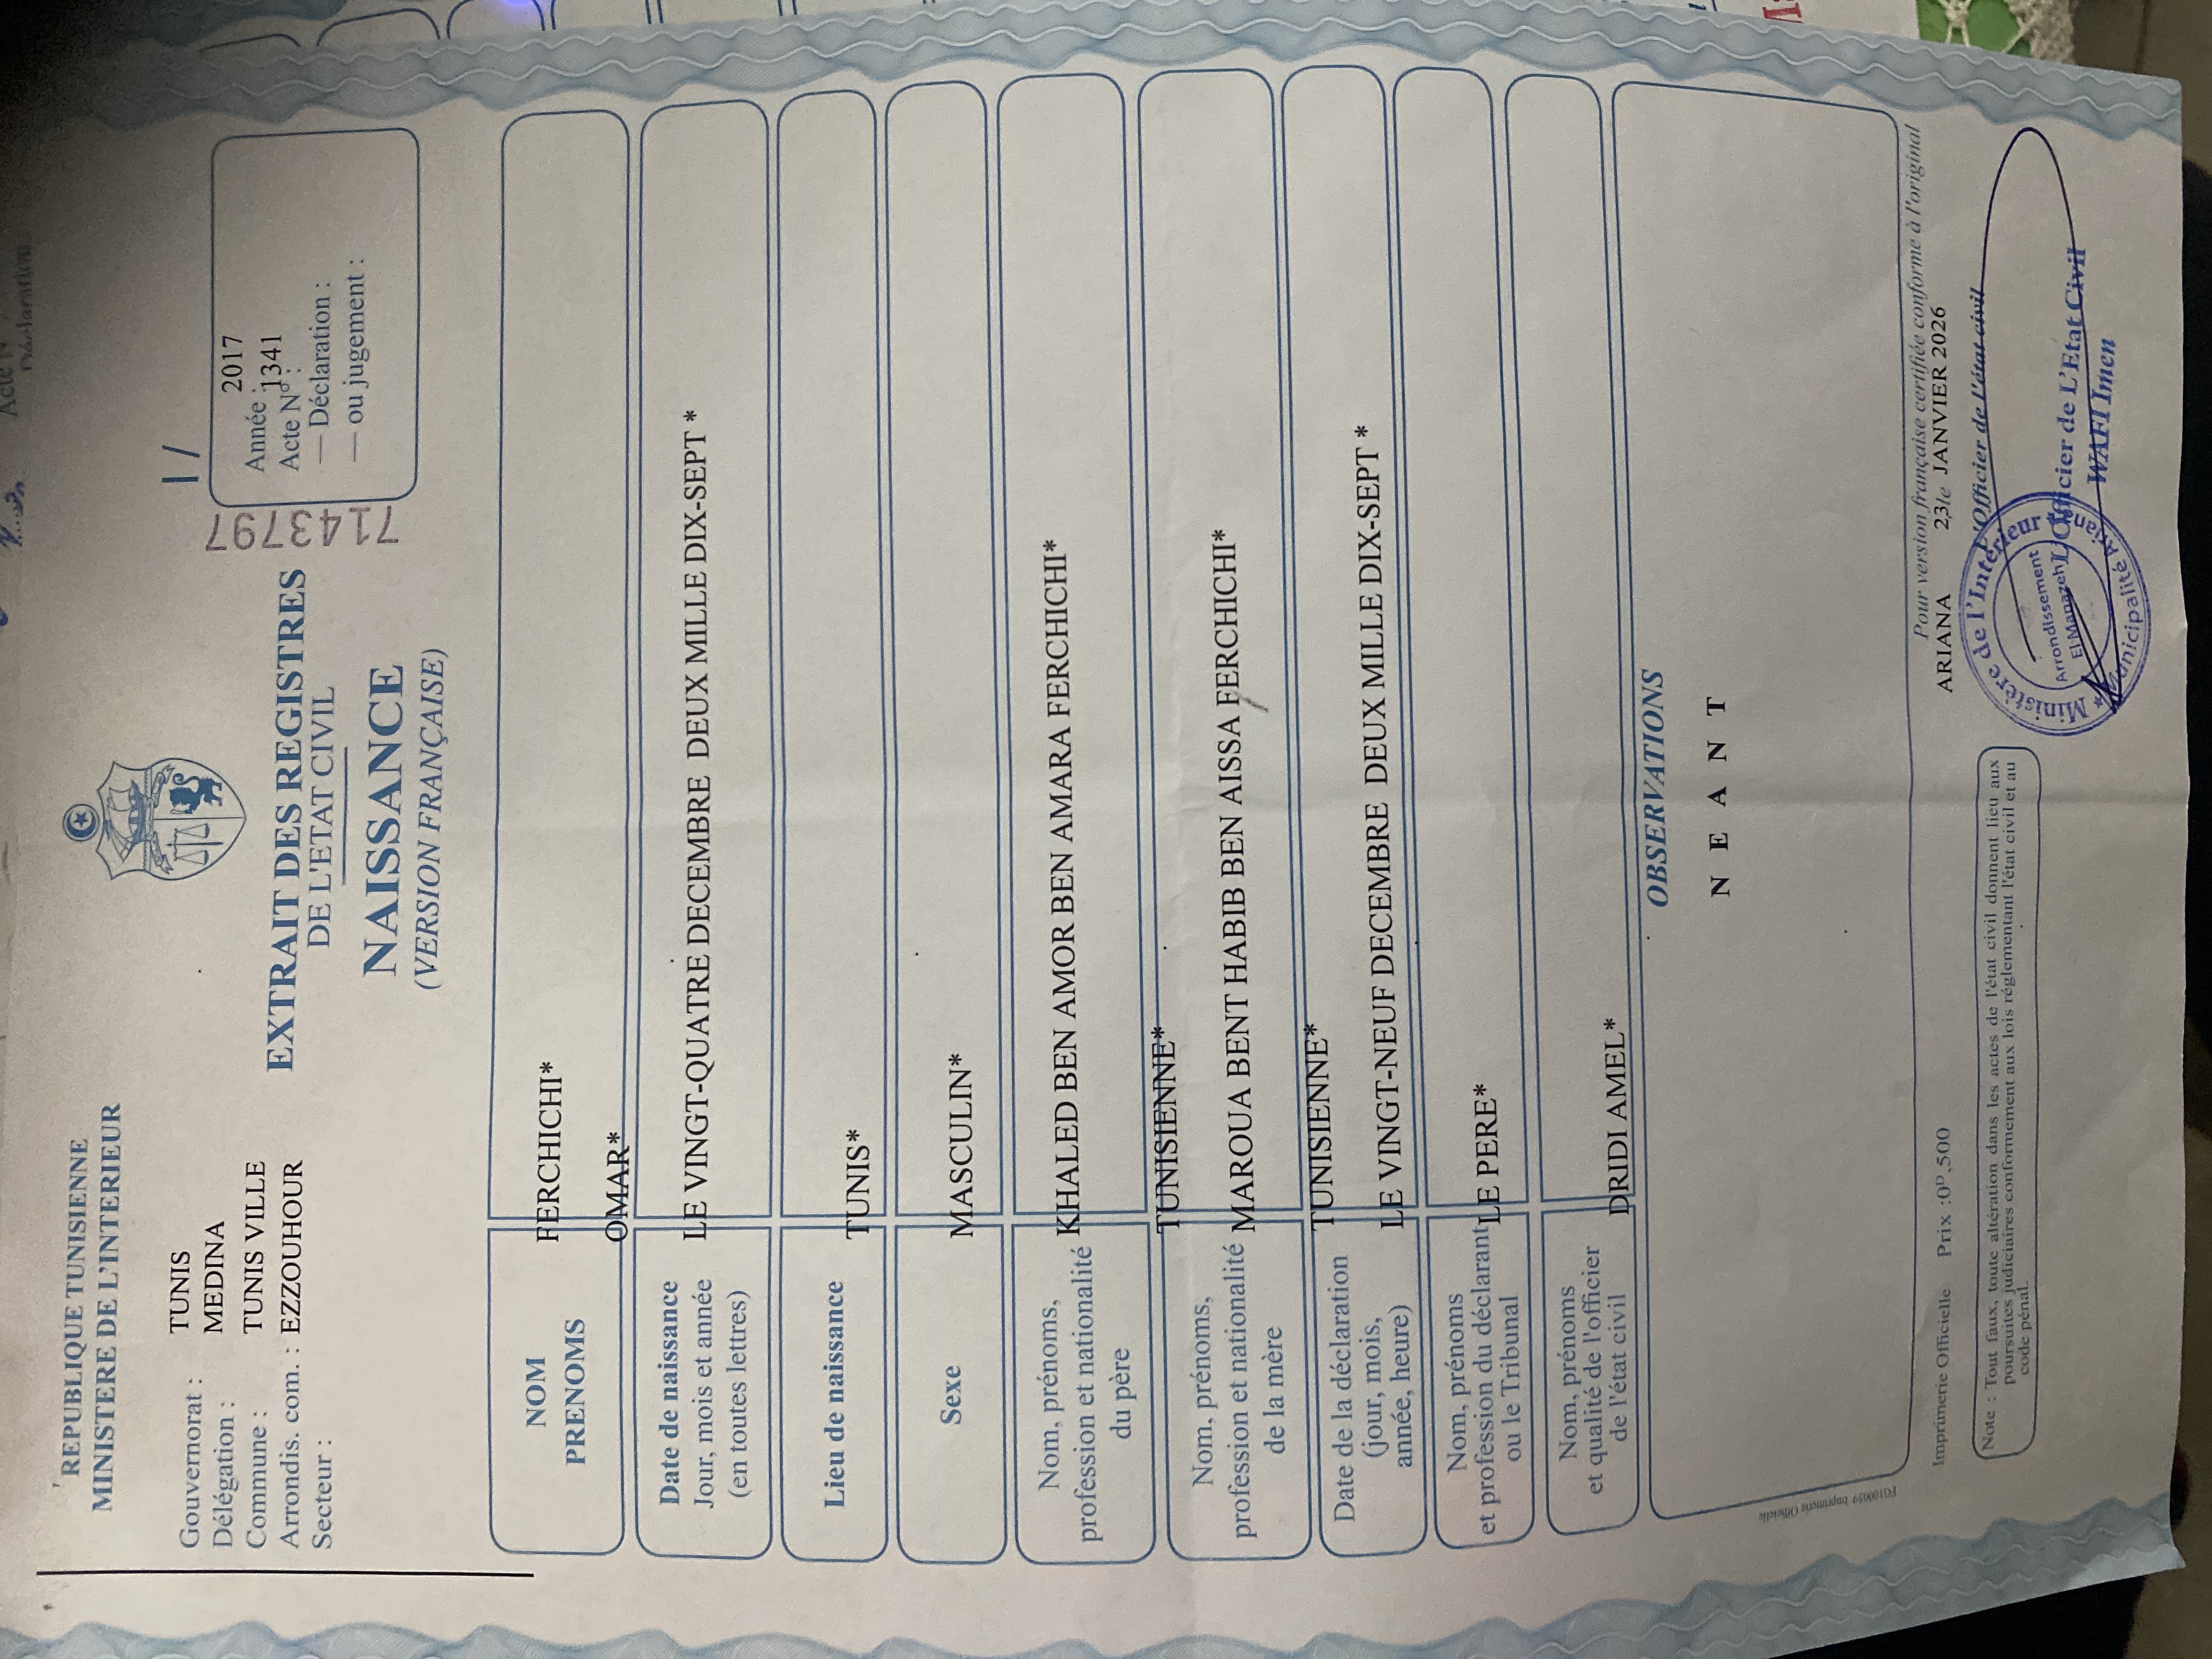 REPUBLIQUE TUNISIENNE
MINISTERE DE L'INTERIEUR
Gouvernorat : TUNIS
Délégation : MEDINA
Commune : TUNIS VILLE
Arrondis. com. : EZZOUHOUR
Secteur :
EXTRAIT DES REGISTRES
DE L'ETAT CIVIL
NAISSANCE
(VERSION FRANÇAISE)
7143797
1/
Année : 2017
Acte N° : 1341
— Déclaration :
— ou jugement :
NOM FERCHICHI*
PRENOMS OMAR*
Date de naissance
Jour, mois et année
(en toutes lettres)
LE VINGT-QUATRE DECEMBRE DEUX MILLE DIX-SEPT *
Lieu de naissance TUNIS*
Sexe MASCULIN*
Nom, prénoms,
profession et nationalité
du père
KHALED BEN AMOR BEN AMARA FERCHICHI*
TUNISIENNE*
Nom, prénoms,
profession et nationalité
de la mère
MAROUA BENT HABIB BEN AISSA FERCHICHI*
TUNISIENNE*
Date de la déclaration
(jour, mois,
année, heure)
LE VINGT-NEUF DECEMBRE DEUX MILLE DIX-SEPT *
Nom, prénoms
et profession du déclarant
ou le Tribunal
LE PERE*
Nom, prénoms
et qualité de l'officier
de l'état civil
DRIDI AMEL*
OBSERVATIONS
N E A N T
FG100059 Imprimerie Officielle
Pour version française certifiée conforme à l'original
ARIANA 23 le JANVIER 2026
L'Officier de l'état civil
L'Officier de L'Etat Civil
WAFI Imen
Ministère de l'Intérieur
Municipalité Ariana
Arrondissement
El Manazeh
Imprimerie Officielle Prix : 0ᴰ,500
Note : Tout faux, toute altération dans les actes de l'état civil donnent lieu aux
poursuites judiciaires conformement aux lois réglementant l'état civil et au
code pénal.